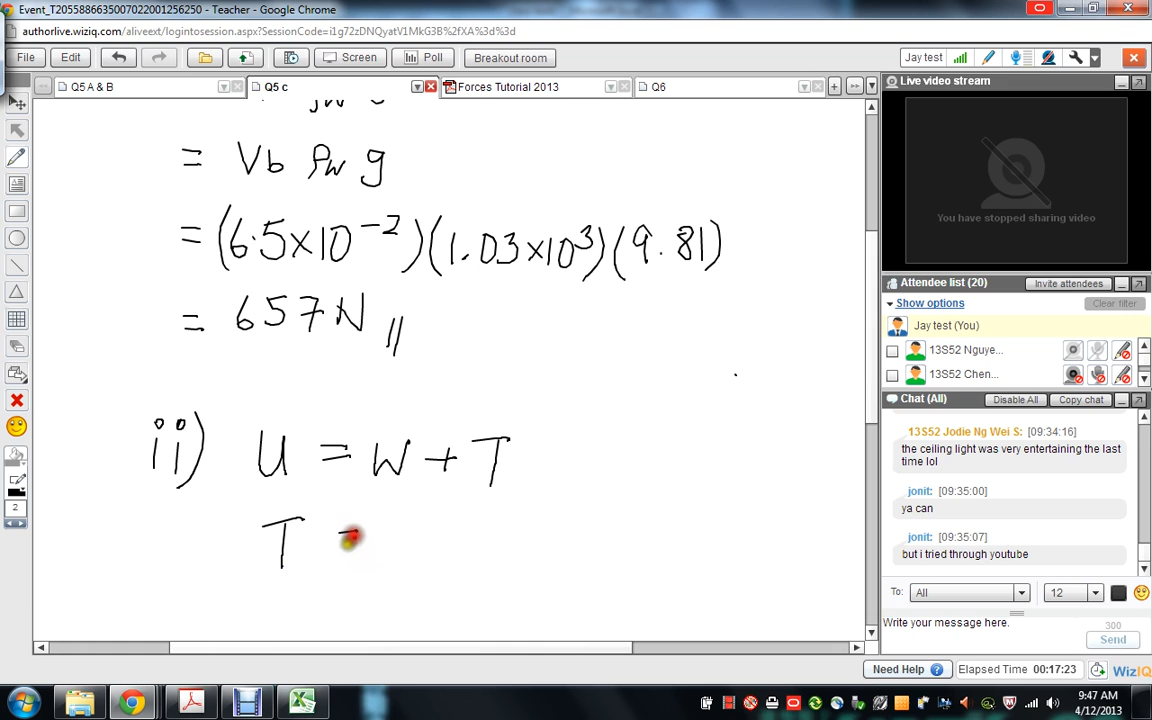 Event_T2055886635007022001256250 - Teacher - Google Chrome
authorlive.wiziq.com/aliveext/logintosession.aspx?SessionCode=i1g72zDNQyatV1MkG3B%2fXA%3d%3d
File Edit Screen Poll Breakout room Jay test
Q5 A & B Q5 c Forces Tutorial 2013 Q6
Live video stream
You have stopped sharing video
= Vb ρw g
= (6.5×10⁻²)(1.03×10³)(9.81)
= 657N //
ii) U = W + T
T =
Attendee list (20) Invite attendees
Show options Clear filter
Jay test (You)
13S52 Nguye...
13S52 Chen...
Chat (All) Disable All Copy chat
13S52 Jodie Ng Wei S: [09:34:16]
the ceiling light was very entertaining the last
time lol
jonit: [09:35:00]
ya can
jonit: [09:35:07]
but i tried through youtube
To: All 12
Write your message here.
300
Send
2
Need Help ? Elapsed Time 00:17:23 WizIQ
9:47 AM
4/12/2013